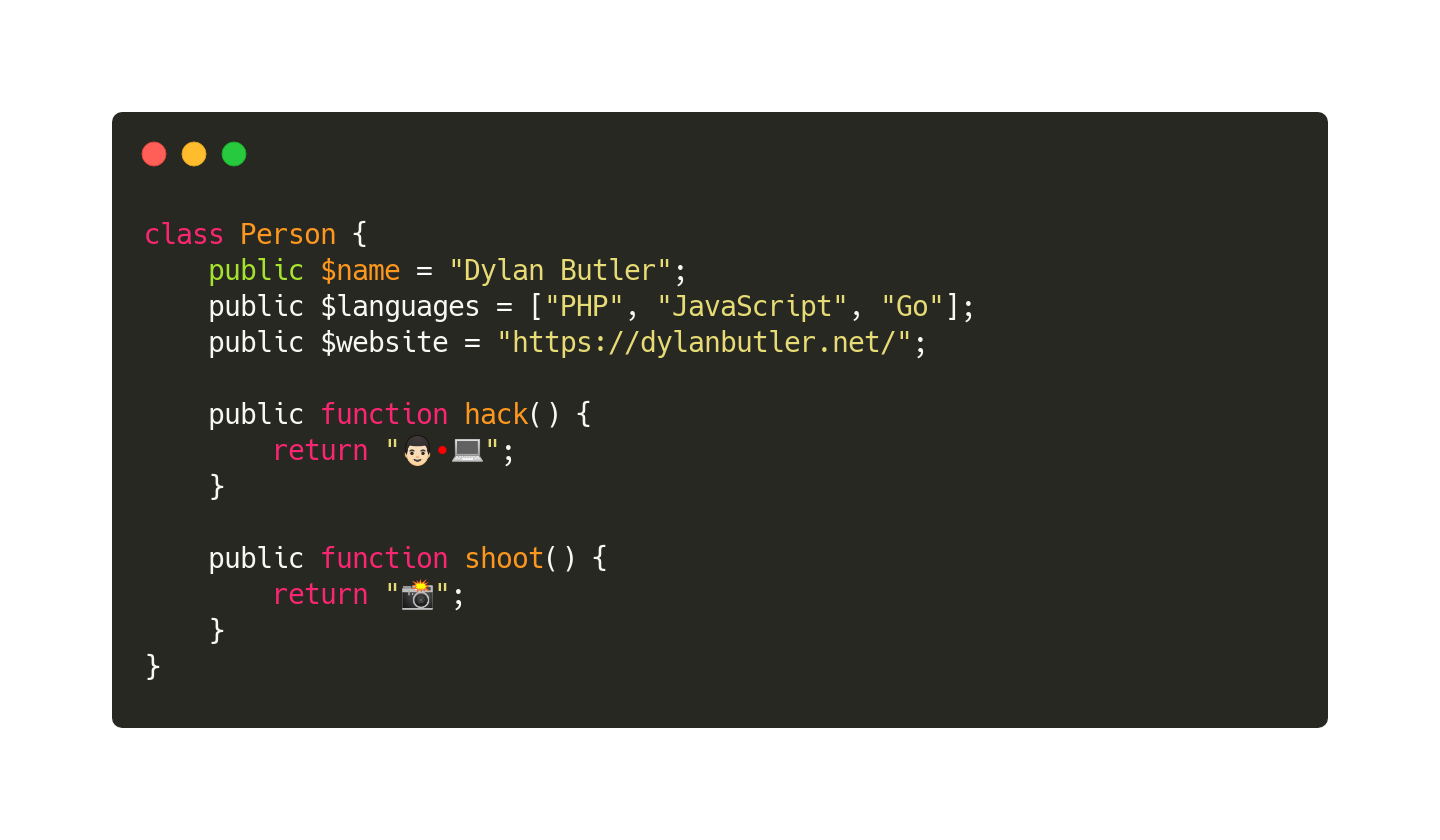 class Person {
    public $name = "Dylan Butler";
    public $languages = ["PHP", "JavaScript", "Go"];
    public $website = "https://dylanbutler.net/";

    public function hack() {
        return "👨🏻•💻";
    }

    public function shoot() {
        return "📸";
    }
}